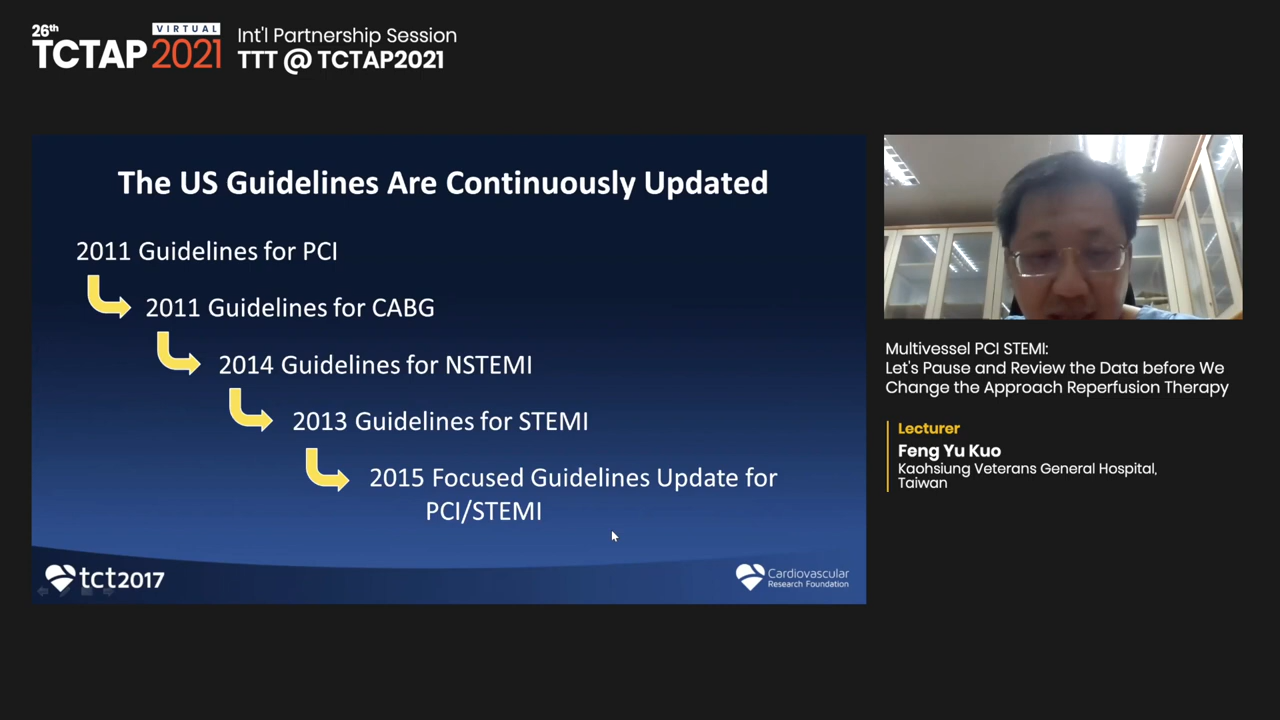 26th
VIRTUAL
TCTAP 2021
Int'l Partnership Session
TTT @ TCTAP2021
The US Guidelines Are Continuously Updated
2011 Guidelines for PCI
2011 Guidelines for CABG
2014 Guidelines for NSTEMI
2013 Guidelines for STEMI
2015 Focused Guidelines Update for
PCI/STEMI
tct2017
Cardiovascular
Research Foundation
Multivessel PCI STEMI:
Let's Pause and Review the Data before We
Change the Approach Reperfusion Therapy
Lecturer
Feng Yu Kuo
Kaohsiung Veterans General Hospital,
Taiwan